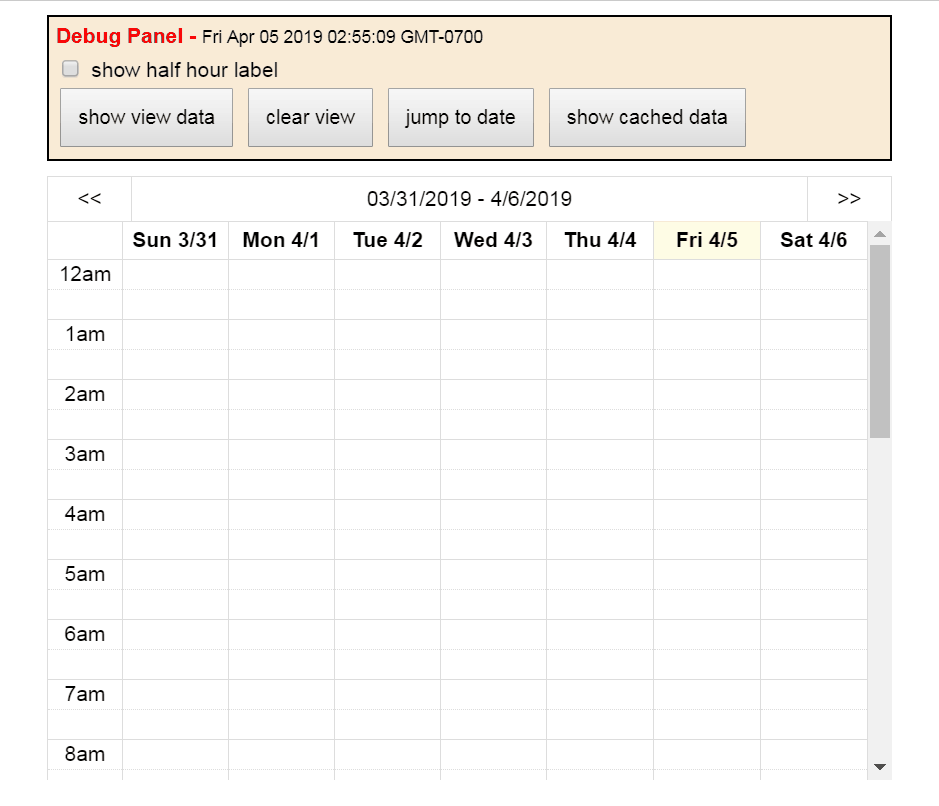 Debug Panel - Fri Apr 05 2019 02:55:09 GMT-0700
show half hour label
show view data clear view jump to date show cached data
<< 03/31/2019 - 4/6/2019 >>
Sun 3/31 Mon 4/1 Tue 4/2 Wed 4/3 Thu 4/4 Fri 4/5 Sat 4/6
12am
1am
2am
3am
4am
5am
6am
7am
8am